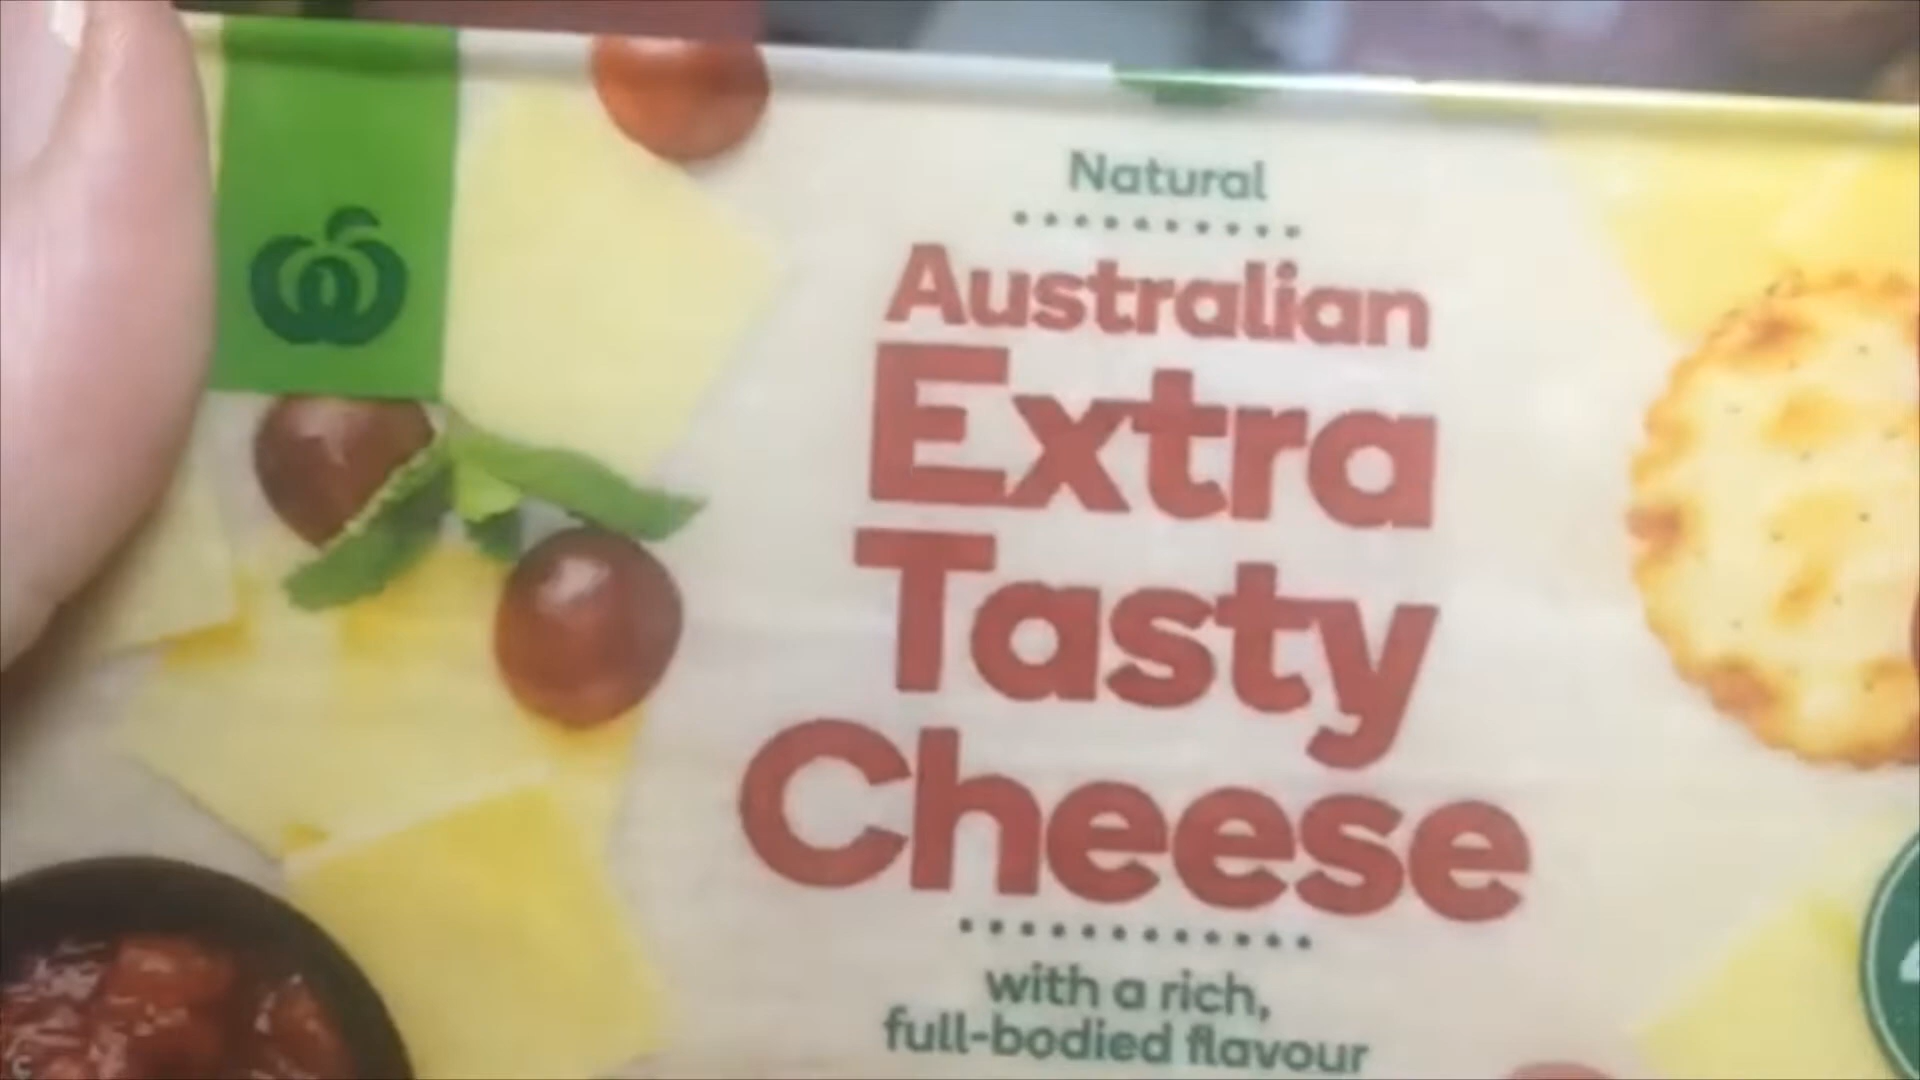 Natural
Australian
Extra
Tasty
Cheese
with a rich,
full-bodied flavour